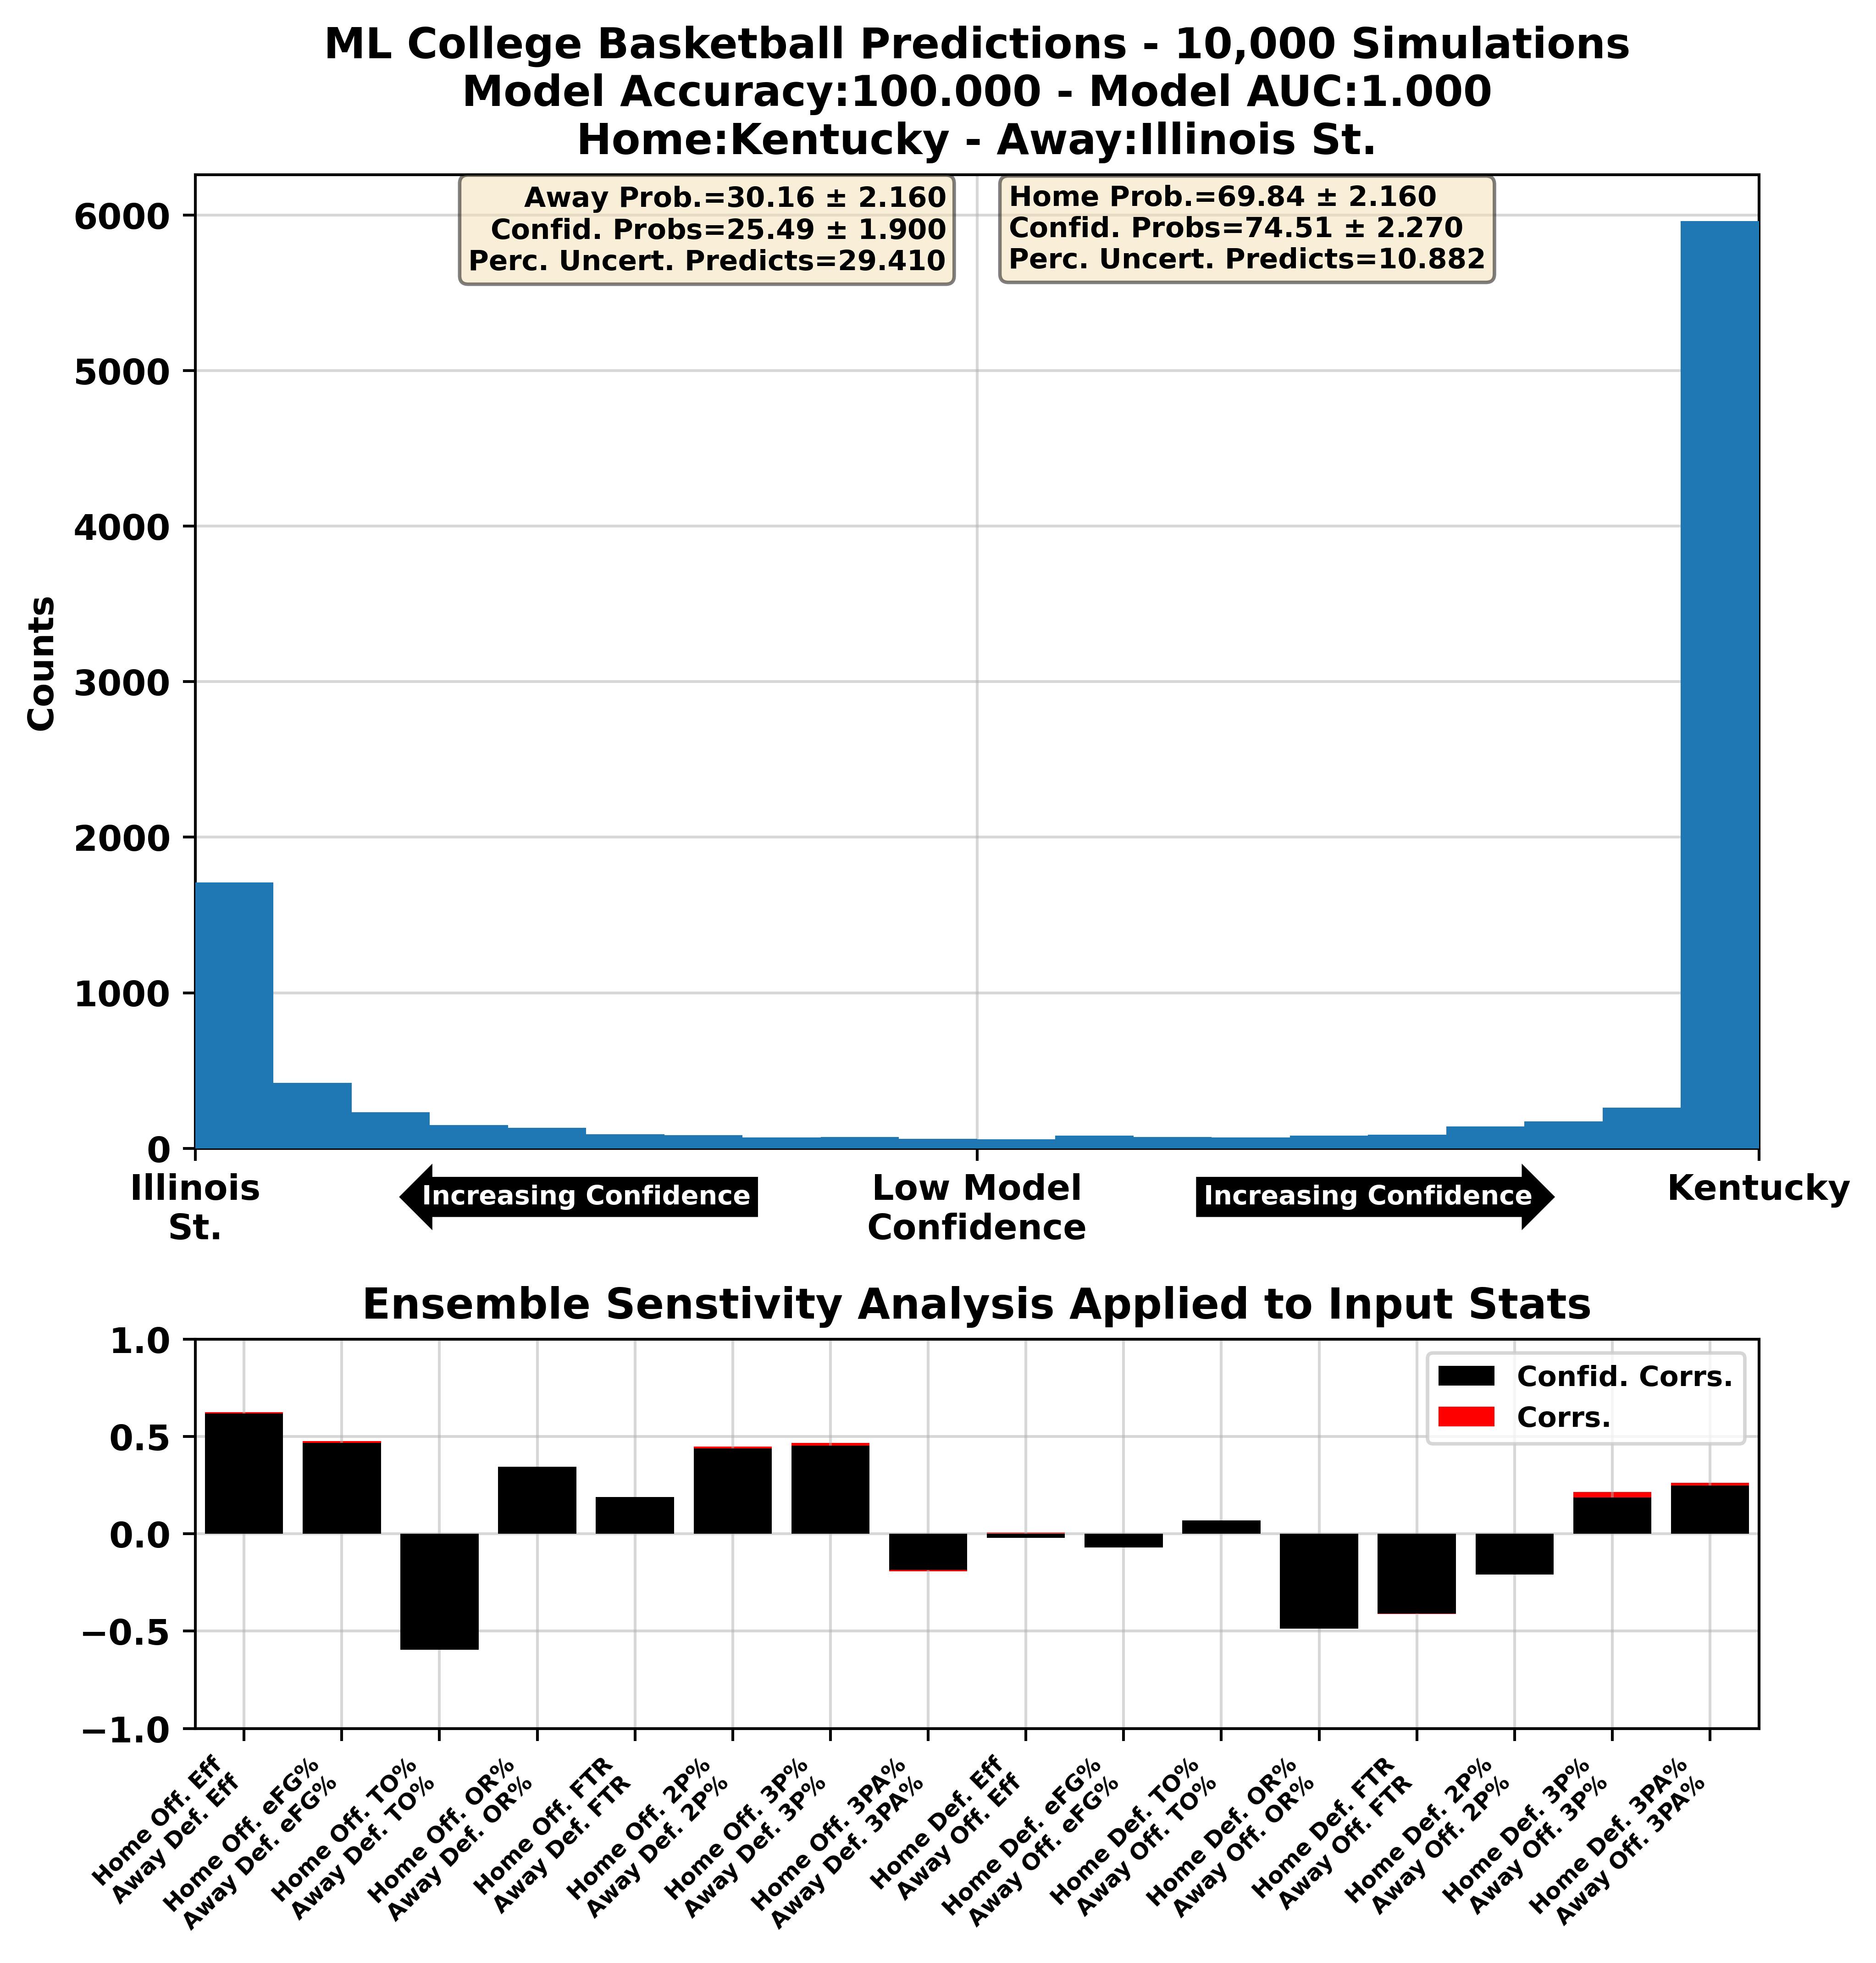 ML College Basketball Predictions - 10,000 Simulations
Model Accuracy:100.000 - Model AUC:1.000
Home:Kentucky - Away:Illinois St.
Away Prob.=30.16 ± 2.160
Confid. Probs=25.49 ± 1.900
Perc. Uncert. Predicts=29.410
Home Prob.=69.84 ± 2.160
Confid. Probs=74.51 ± 2.270
Perc. Uncert. Predicts=10.882
Counts
6000
5000
4000
3000
2000
1000
0
Illinois
St.
Increasing Confidence
Low Model
Confidence
Increasing Confidence
Kentucky
Ensemble Senstivity Analysis Applied to Input Stats
1.0
0.5
0.0
−0.5
−1.0
Confid. Corrs.
Corrs.
Home Off. Eff
Away Def. Eff
Home Off. eFG%
Away Def. eFG%
Home Off. TO%
Away Def. TO%
Home Off. OR%
Away Def. OR%
Home Off. FTR
Away Def. FTR
Home Off. 2P%
Away Def. 2P%
Home Off. 3P%
Away Def. 3P%
Home Off. 3PA%
Away Def. 3PA%
Home Def. Eff
Away Off. Eff
Home Def. eFG%
Away Off. eFG%
Home Def. TO%
Away Off. TO%
Home Def. OR%
Away Off. OR%
Home Def. FTR
Away Off. FTR
Home Def. 2P%
Away Off. 2P%
Home Def. 3P%
Away Off. 3P%
Home Def. 3PA%
Away Off. 3PA%